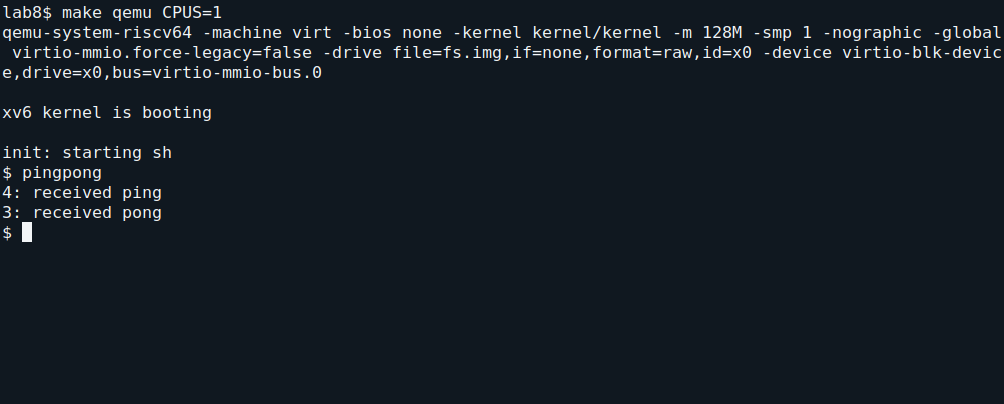 lab8$ make qemu CPUS=1
qemu-system-riscv64 -machine virt -bios none -kernel kernel/kernel -m 128M -smp 1 -nographic -global
 virtio-mmio.force-legacy=false -drive file=fs.img,if=none,format=raw,id=x0 -device virtio-blk-devic
e,drive=x0,bus=virtio-mmio-bus.0
xv6 kernel is booting
init: starting sh
$ pingpong
4: received ping
3: received pong
$